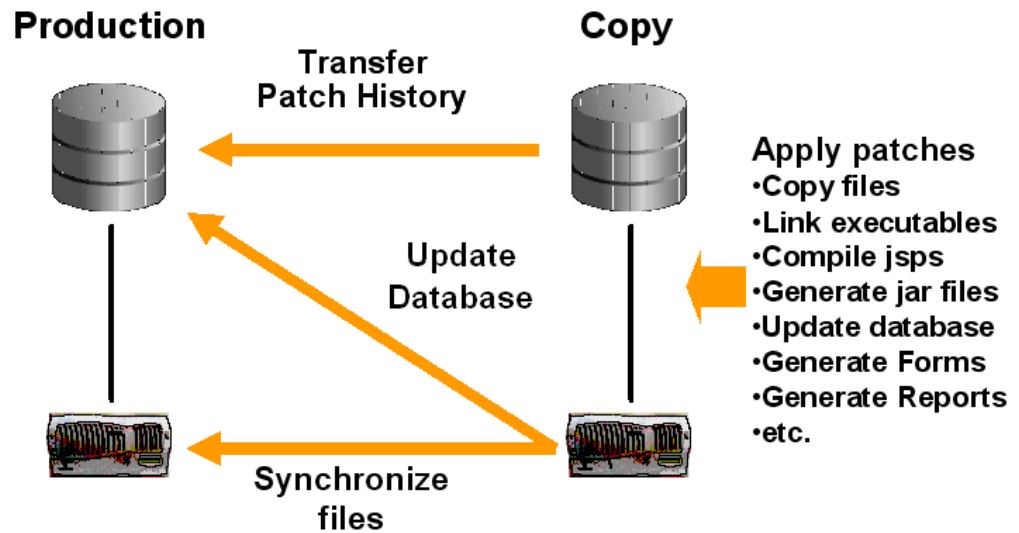 Production
Copy
Transfer
Patch History
Apply patches
•Copy files
•Link executables
•Compile jsps
•Generate jar files
•Update database
•Generate Forms
•Generate Reports
•etc.
Update
Database
Synchronize
files